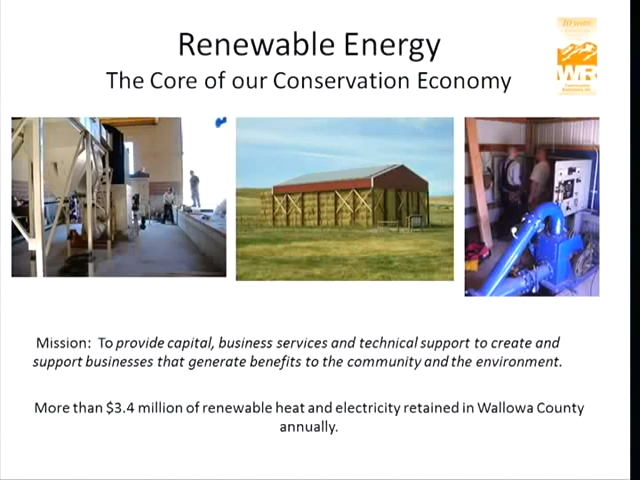 Renewable Energy
The Core of our Conservation Economy
WR
Mission: To provide capital, business services and technical support to create and
support businesses that generate benefits to the community and the environment.
More than $3.4 million of renewable heat and electricity retained in Wallowa County
annually.